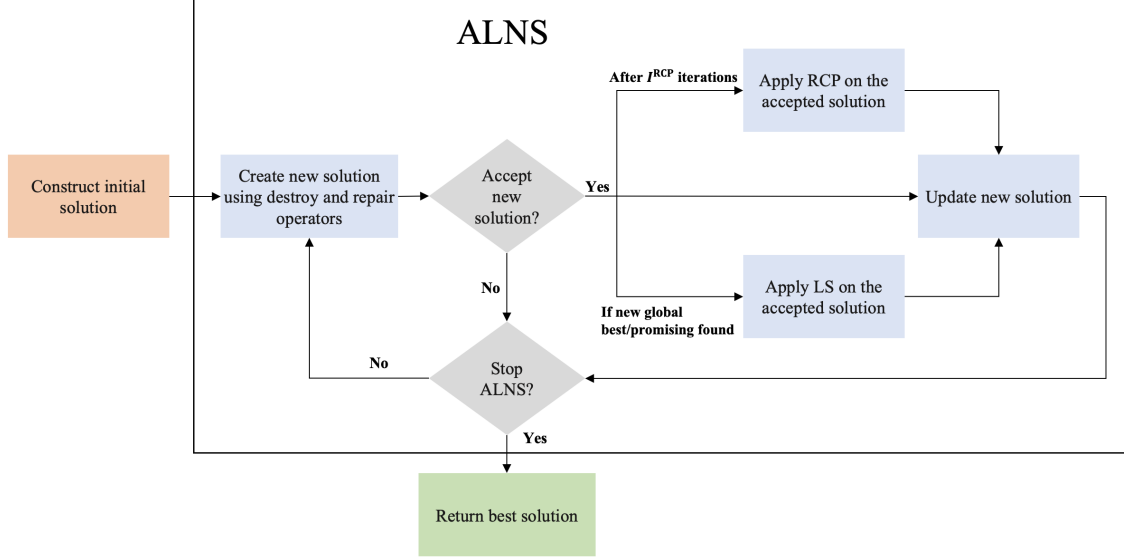 ALNS
After I^RCP iterations
Apply RCP on the
accepted solution
Construct initial
solution
Create new solution
using destroy and repair
operators
Accept
new
solution?
Yes
Update new solution
No
If new global
best/promising found
Apply LS on the
accepted solution
No
Stop
ALNS?
Yes
Return best solution